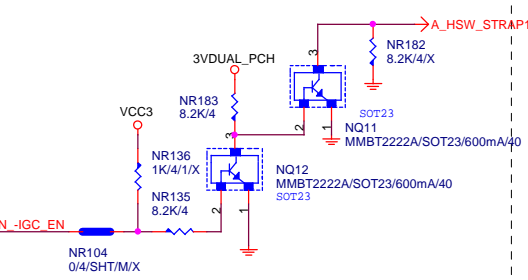 A_HSW_STRAP1
3
NR182
8.2K/4/X
3VDUAL_PCH
NR183
8.2K/4
SOT23
2
1
NQ11
MMBT2222A/SOT23/600mA/40
VCC3
3
NR136
1K/4/1/X
NR135
8.2K/4
NQ12
MMBT2222A/SOT23/600mA/40
SOT23
2
1
N_-IGC_EN
NR104
0/4/SHT/M/X